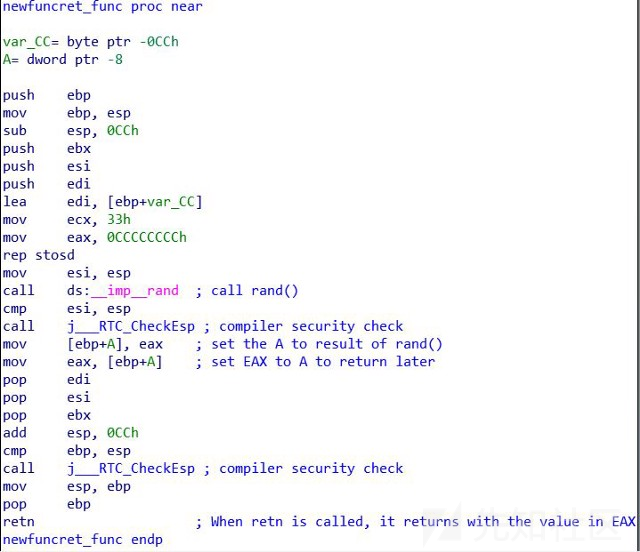 newfuncret_func proc near
var_CC= byte ptr -0CCh
A= dword ptr -8
push    ebp
mov     ebp, esp
sub     esp, 0CCh
push    ebx
push    esi
push    edi
lea     edi, [ebp+var_CC]
mov     ecx, 33h
mov     eax, 0CCCCCCCCh
rep stosd
mov     esi, esp
call    ds:__imp__rand  ; call rand()
cmp     esi, esp
call    j___RTC_CheckEsp ; compiler security check
mov     [ebp+A], eax    ; set the A to result of rand()
mov     eax, [ebp+A]    ; set EAX to A to return later
pop     edi
pop     esi
pop     ebx
add     esp, 0CCh
cmp     ebp, esp
call    j___RTC_CheckEsp ; compiler security check
mov     esp, ebp
pop     ebp
retn                    ; When retn is called, it returns with the value in EAX
newfuncret_func endp
先知社区